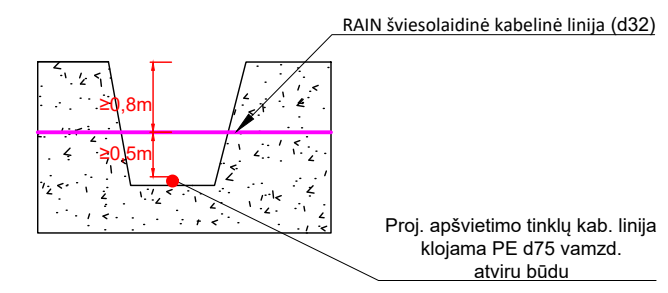 RAIN šviesolaidinė kabelinė linija (d32)
≥0,8m
≥0,5m
Proj. apšvietimo tinklų kab. linija
klojama PE d75 vamzd.
atviru būdu